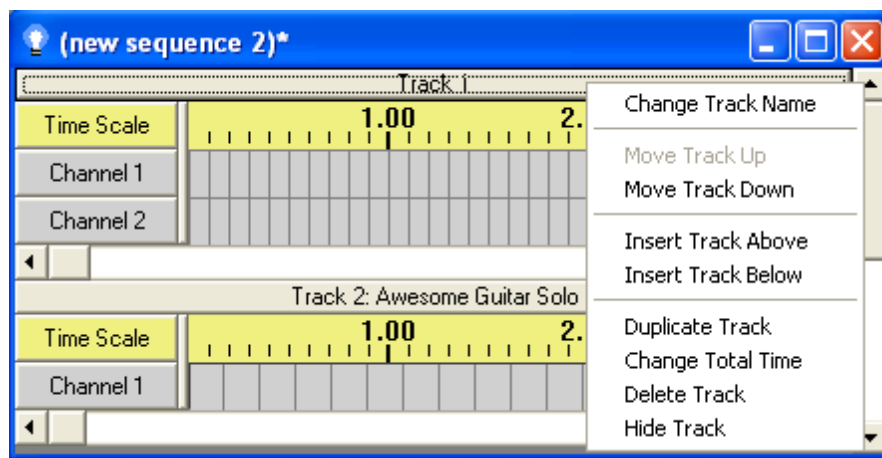 (new sequence 2)*
Track 1
Time Scale 1.00 2.
Channel 1
Channel 2
Track 2: Awesome Guitar Solo
Time Scale 1.00 2.
Channel 1
Change Track Name
Move Track Up
Move Track Down
Insert Track Above
Insert Track Below
Duplicate Track
Change Total Time
Delete Track
Hide Track